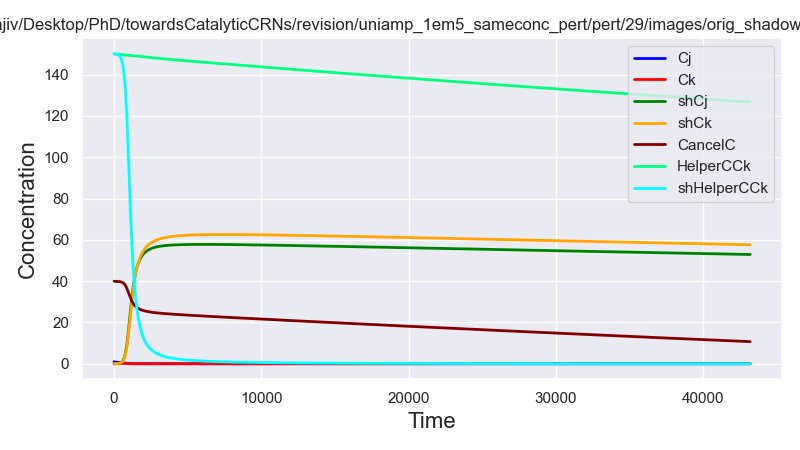 ajiv/Desktop/PhD/towardsCatalyticCRNs/revision/uniamp_1em5_sameconc_pert/pert/29/images/orig_shadow
Concentration
140
120
100
80
60
40
20
0
Cj
Ck
shCj
shCk
CancelC
HelperCCk
shHelperCCk
0
10000
20000
30000
40000
Time